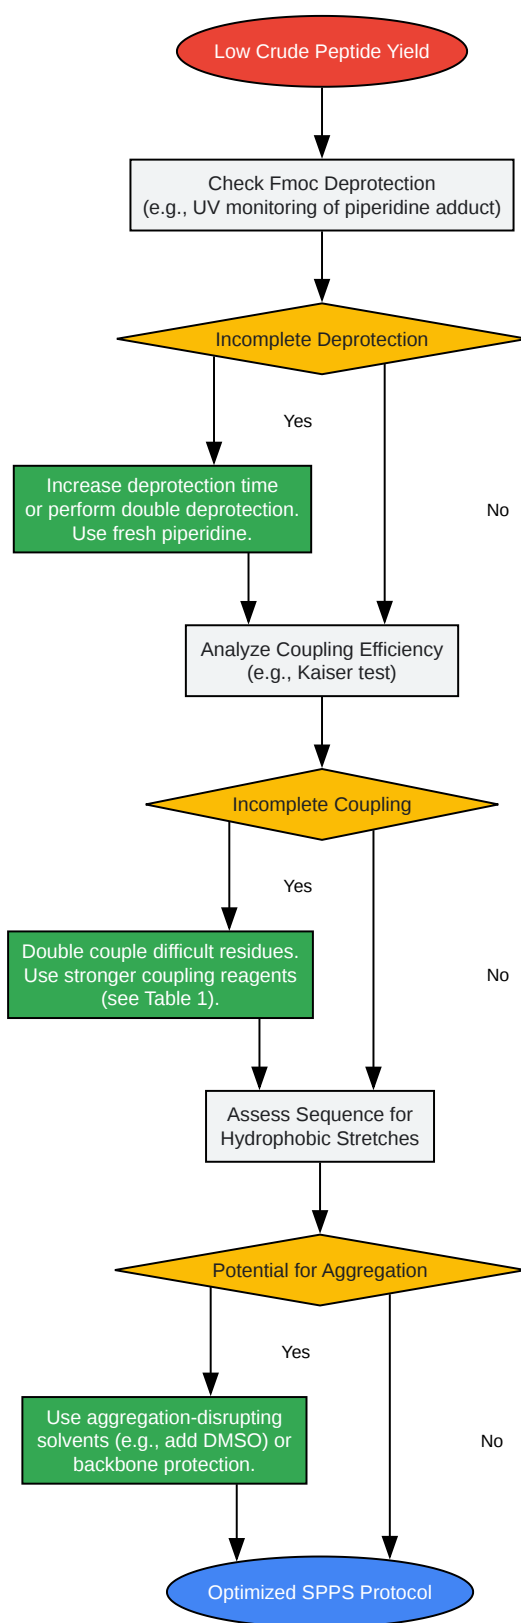 Low Crude Peptide Yield
Check Fmoc Deprotection
(e.g., UV monitoring of piperidine adduct)
Incomplete Deprotection
Yes
Increase deprotection time
or perform double deprotection.
Use fresh piperidine.
No
Analyze Coupling Efficiency
(e.g., Kaiser test)
Incomplete Coupling
Yes
Double couple difficult residues.
Use stronger coupling reagents
(see Table 1).
No
Assess Sequence for
Hydrophobic Stretches
Potential for Aggregation
Yes
Use aggregation-disrupting
solvents (e.g., add DMSO) or
backbone protection.
No
Optimized SPPS Protocol